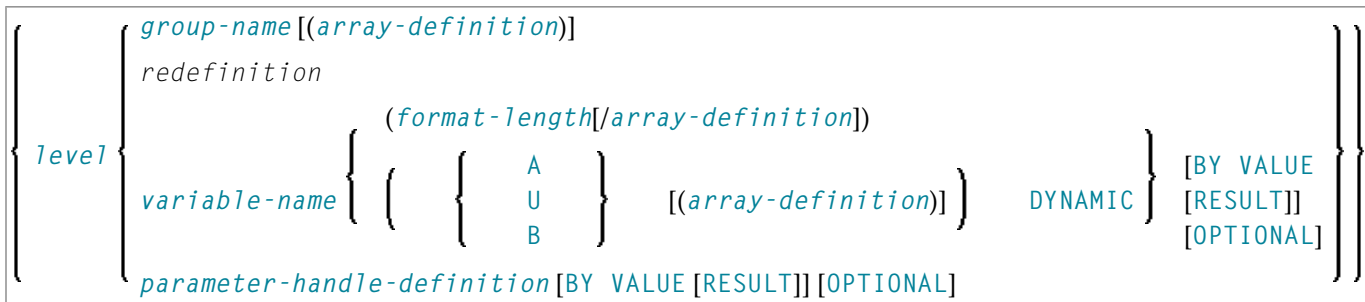 group-name [(array-definition)]
redefinition
(format-length[/array-definition])
level
variable-name
(
A
U
B
[(array-definition)] )
DYNAMIC
[BY VALUE
[RESULT]]
[OPTIONAL]
parameter-handle-definition [BY VALUE [RESULT]] [OPTIONAL]